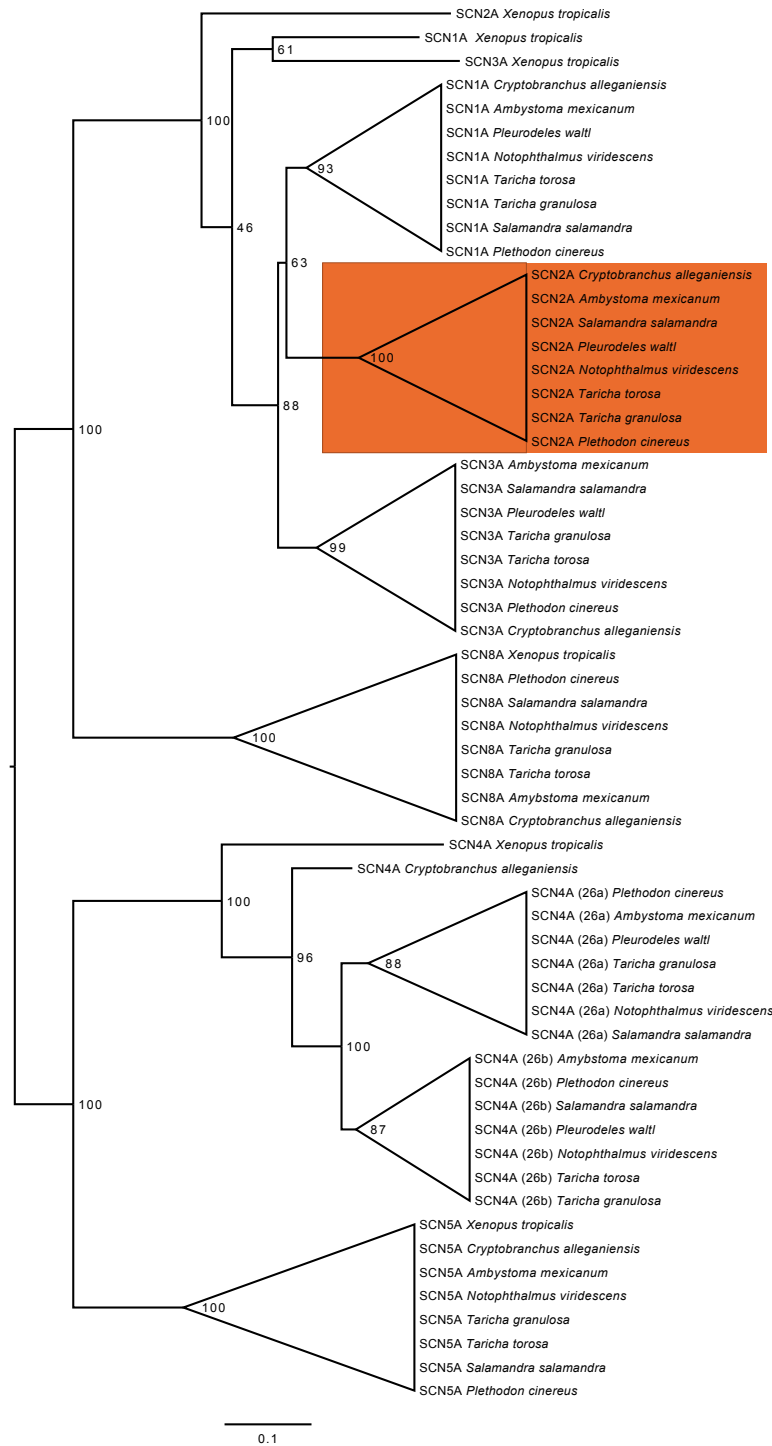 SCN2A Xenopus tropicalis
SCN1A Xenopus tropicalis
61
SCN3A Xenopus tropicalis
SCN1A Cryptobranchus alleganiensis
SCN1A Ambystoma mexicanum
100
SCN1A Pleurodeles waltl
SCN1A Notophthalmus viridescens
93
SCN1A Taricha torosa
SCN1A Taricha granulosa
46
SCN1A Salamandra salamandra
SCN1A Plethodon cinereus
63
SCN2A Cryptobranchus alleganiensis
SCN2A Ambystoma mexicanum
SCN2A Salamandra salamandra
SCN2A Pleurodeles waltl
100
SCN2A Notophthalmus viridescens
SCN2A Taricha torosa
88
SCN2A Taricha granulosa
100
SCN2A Plethodon cinereus
SCN3A Ambystoma mexicanum
SCN3A Salamandra salamandra
SCN3A Pleurodeles waltl
SCN3A Taricha granulosa
99
SCN3A Taricha torosa
SCN3A Notophthalmus viridescens
SCN3A Plethodon cinereus
SCN3A Cryptobranchus alleganiensis
SCN8A Xenopus tropicalis
SCN8A Plethodon cinereus
SCN8A Salamandra salamandra
SCN8A Notophthalmus viridescens
100
SCN8A Taricha granulosa
SCN8A Taricha torosa
SCN8A Amybstoma mexicanum
SCN8A Cryptobranchus alleganiensis
SCN4A Xenopus tropicalis
SCN4A Cryptobranchus alleganiensis
SCN4A (26a) Plethodon cinereus
100
SCN4A (26a) Ambystoma mexicanum
SCN4A (26a) Pleurodeles waltl
96
SCN4A (26a) Taricha granulosa
88
SCN4A (26a) Taricha torosa
SCN4A (26a) Notophthalmus viridescens
SCN4A (26a) Salamandra salamandra
100
SCN4A (26b) Amybstoma mexicanum
SCN4A (26b) Plethodon cinereus
100
SCN4A (26b) Salamandra salamandra
87
SCN4A (26b) Pleurodeles waltl
SCN4A (26b) Notophthalmus viridescens
SCN4A (26b) Taricha torosa
SCN4A (26b) Taricha granulosa
SCN5A Xenopus tropicalis
SCN5A Cryptobranchus alleganiensis
SCN5A Ambystoma mexicanum
SCN5A Notophthalmus viridescens
100
SCN5A Taricha granulosa
SCN5A Taricha torosa
SCN5A Salamandra salamandra
SCN5A Plethodon cinereus
0.1